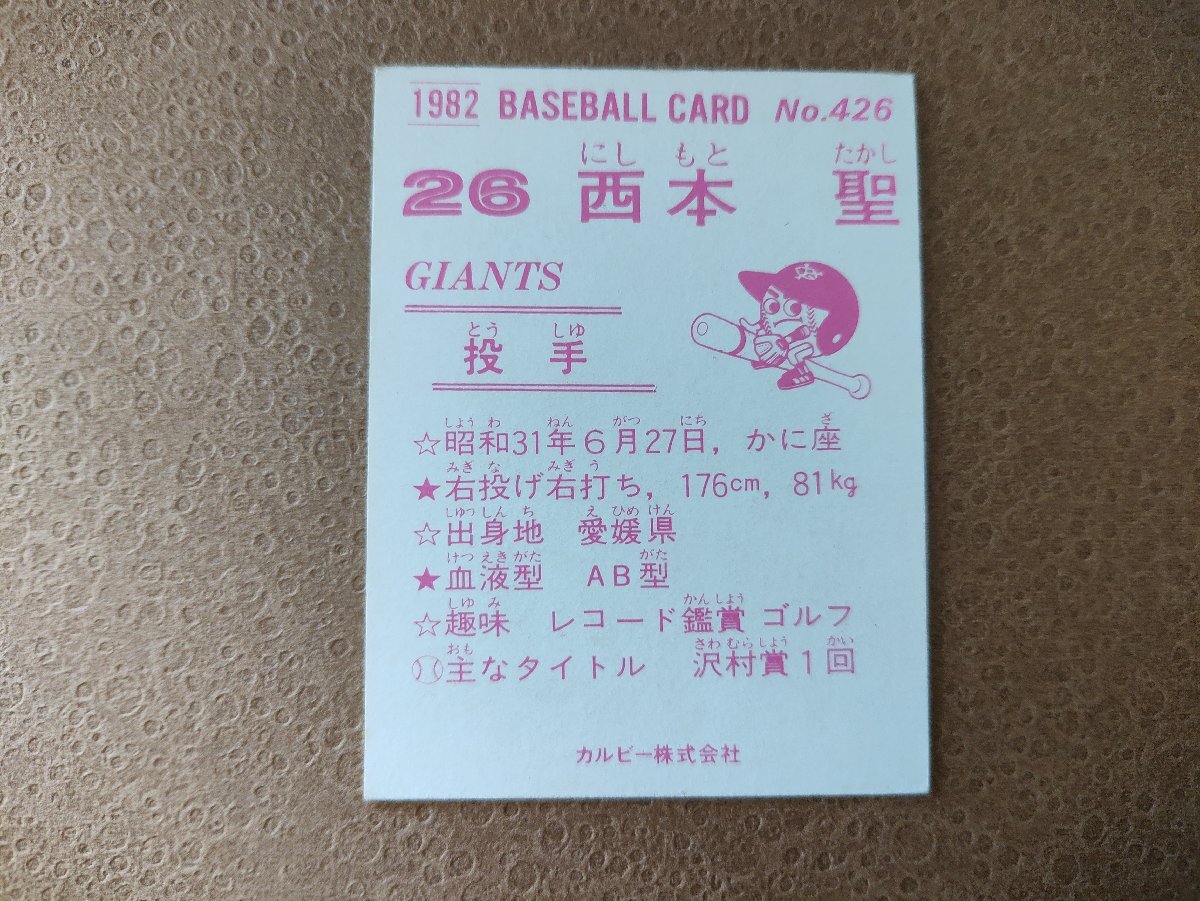 1982 BASEBALL CARD No.426
にし もと たかし
26 西本 聖
GIANTS
とう しゆ
投手
しよう わ ねん がつ にち ざ
☆昭和31年6月27日, かに座
みぎ な みぎ う
★右投げ右打ち, 176cm, 81kg
しゆつ しん ち え ひめ けん
☆出身地 愛媛県
けつ えき がた がた
★血液型 AB型
しゆ み かん しよう
☆趣味 レコード鑑賞 ゴルフ
おも さわ むら しよう かい
主なタイトル 沢村賞1回
カルビー株式会社